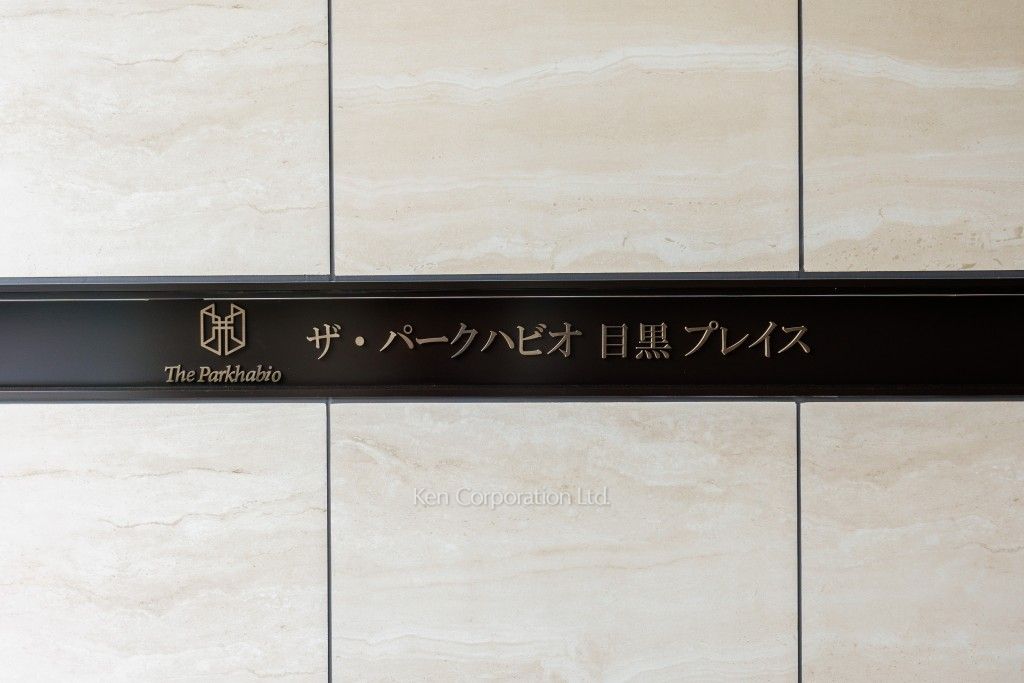 ザ・パークハビオ 目黒 プレイス
The Parkhabio
Ken Corporation Ltd.